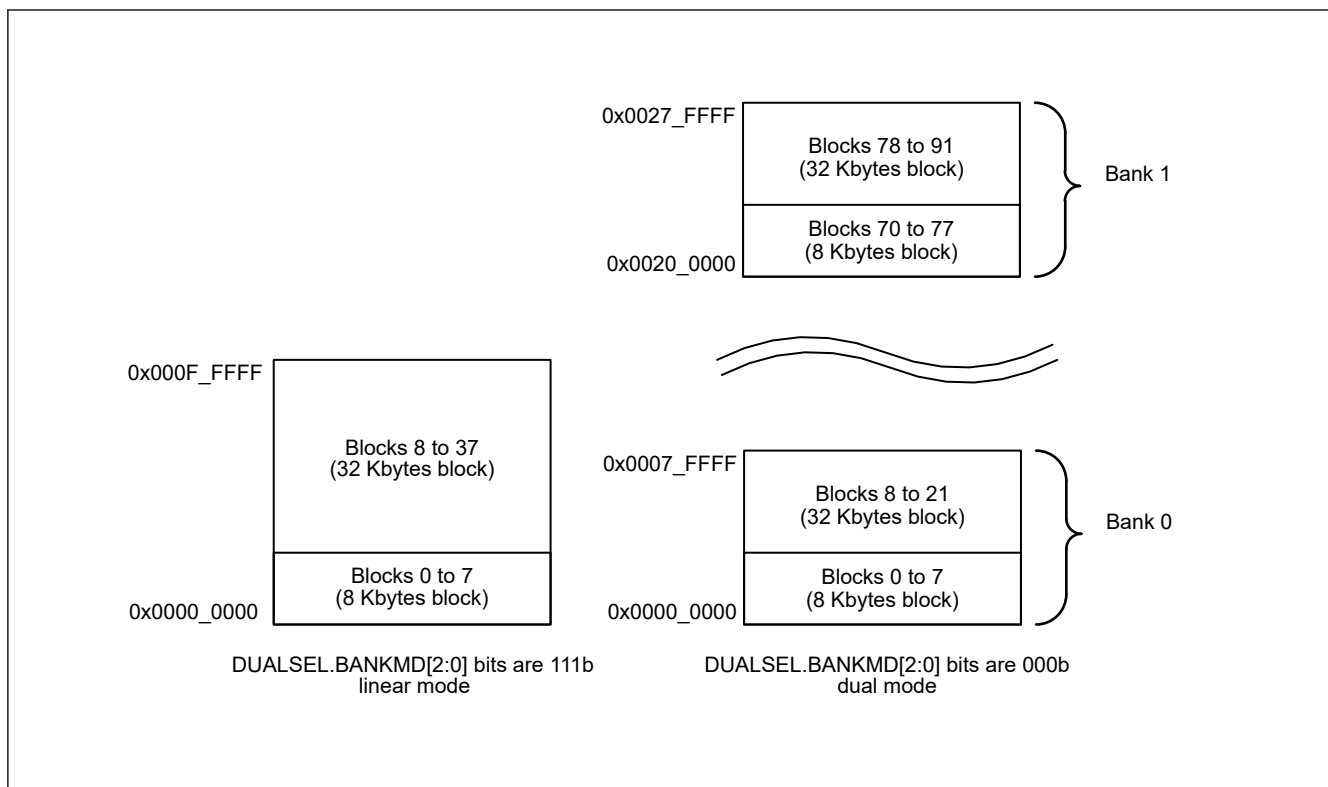 0x0027_FFFF
Blocks 78 to 91
(32 Kbytes block)
Bank 1
Blocks 70 to 77
(8 Kbytes block)
0x0020_0000
0x000F_FFFF
Blocks 8 to 37
(32 Kbytes block)
Blocks 0 to 7
(8 Kbytes block)
0x0000_0000
0x0007_FFFF
Blocks 8 to 21
(32 Kbytes block)
Bank 0
Blocks 0 to 7
(8 Kbytes block)
0x0000_0000
DUALSEL.BANKMD[2:0] bits are 111b
linear mode
DUALSEL.BANKMD[2:0] bits are 000b
dual mode